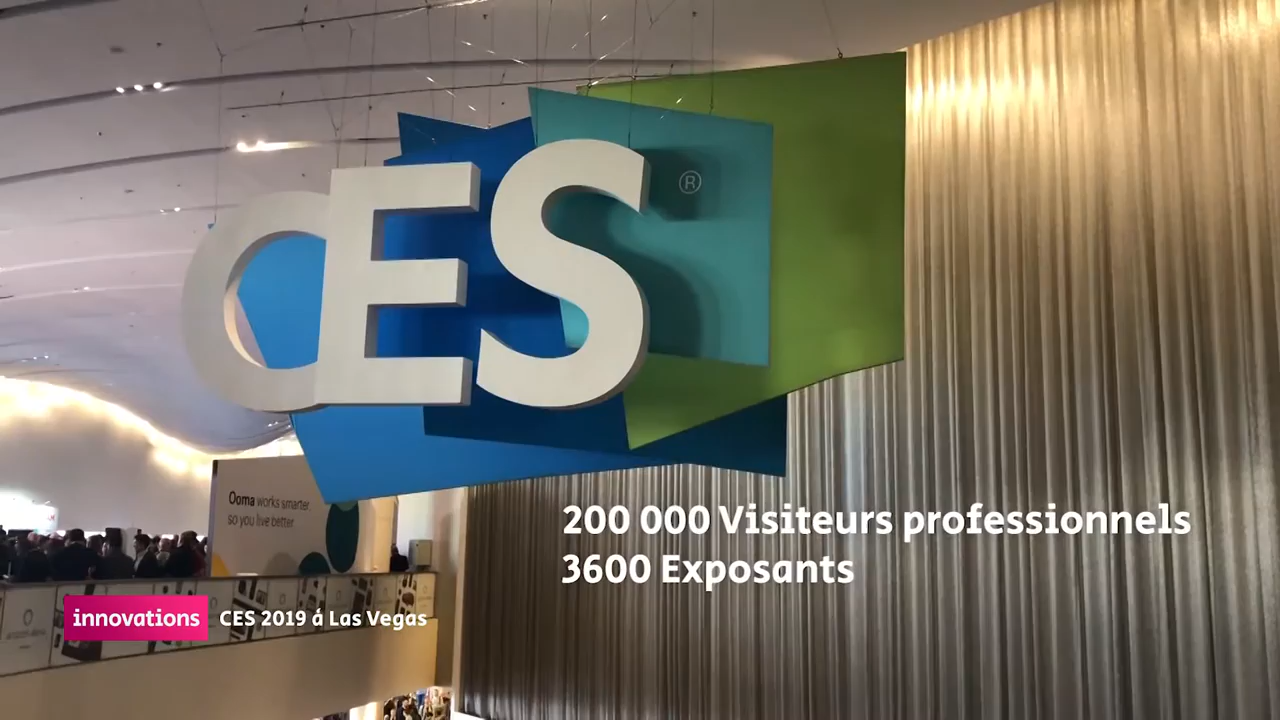 CES ®
Ooma works smarter,
so you live better
200 000 Visiteurs professionnels
3600 Exposants
innovations CES 2019 á Las Vegas